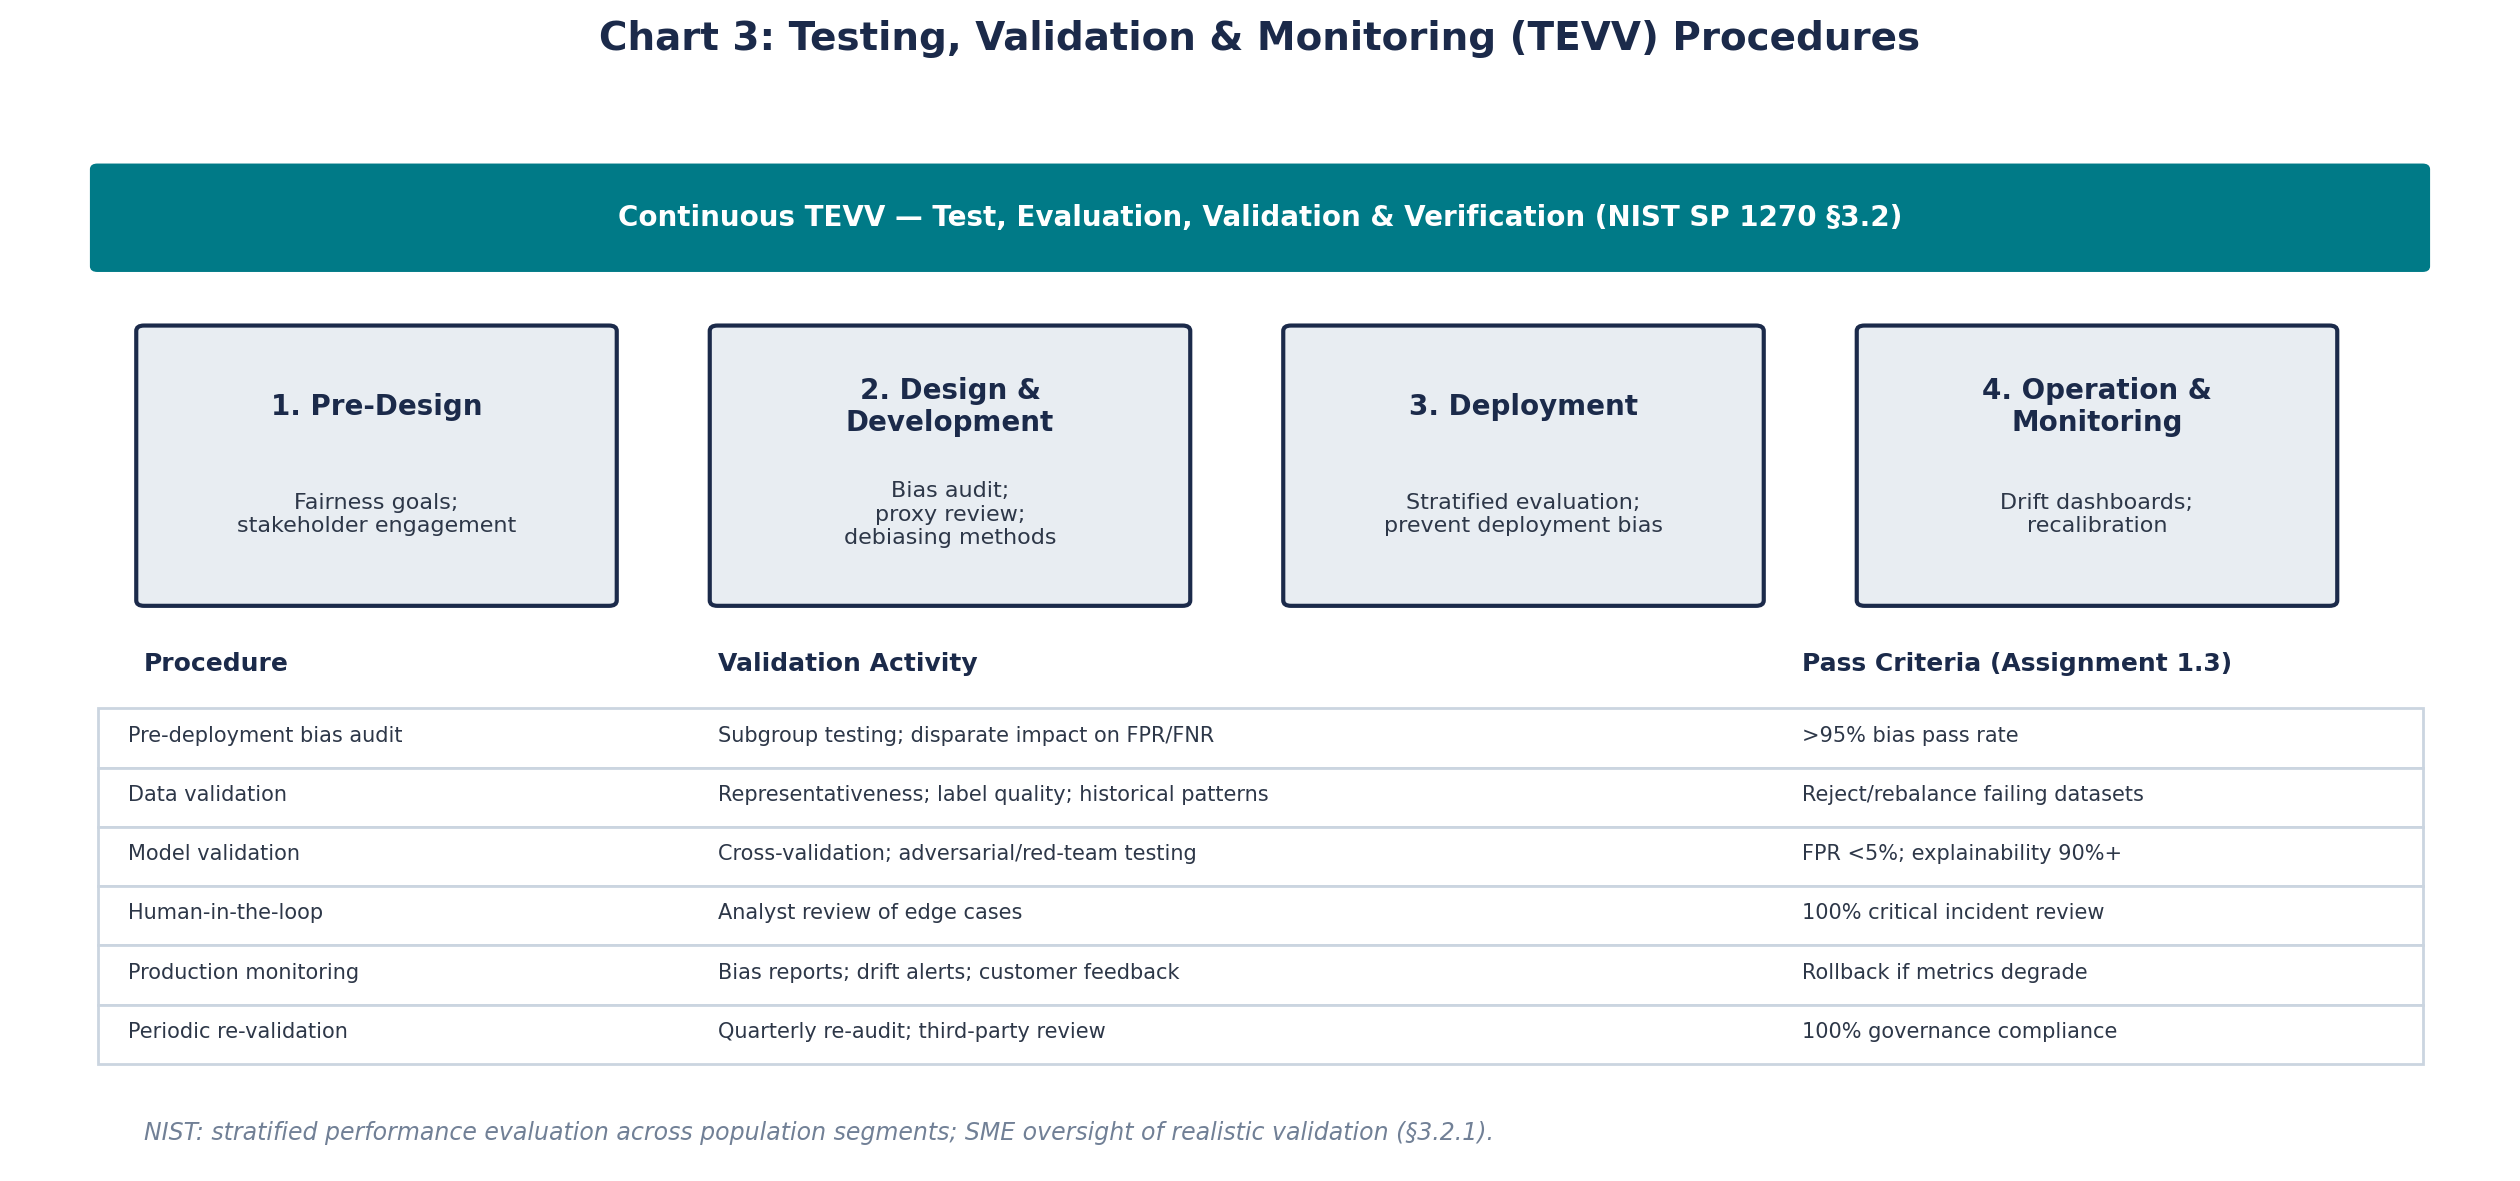 Chart 3: Testing, Validation & Monitoring (TEVV) Procedures
Continuous TEVV — Test, Evaluation, Validation & Verification (NIST SP 1270 §3.2)
1. Pre-Design
Fairness goals;
stakeholder engagement
2. Design &
Development
Bias audit;
proxy review;
debiasing methods
3. Deployment
Stratified evaluation;
prevent deployment bias
4. Operation &
Monitoring
Drift dashboards;
recalibration
Procedure Validation Activity Pass Criteria (Assignment 1.3)
Pre-deployment bias audit Subgroup testing; disparate impact on FPR/FNR >95% bias pass rate
Data validation Representativeness; label quality; historical patterns Reject/rebalance failing datasets
Model validation Cross-validation; adversarial/red-team testing FPR <5%; explainability 90%+
Human-in-the-loop Analyst review of edge cases 100% critical incident review
Production monitoring Bias reports; drift alerts; customer feedback Rollback if metrics degrade
Periodic re-validation Quarterly re-audit; third-party review 100% governance compliance
NIST: stratified performance evaluation across population segments; SME oversight of realistic validation (§3.2.1).